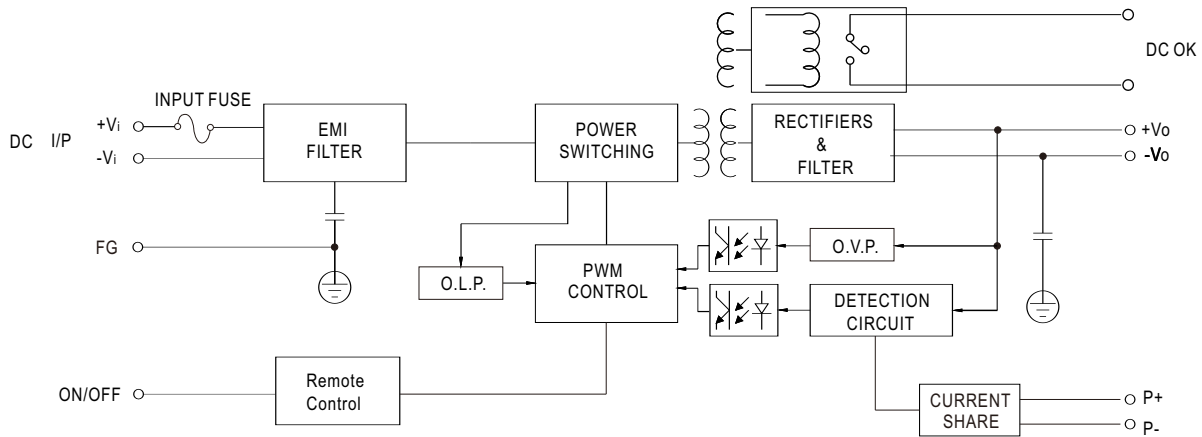 DC OK
INPUT FUSE
DC I/P
+Vi
-Vi
EMI
FILTER
POWER
SWITCHING
RECTIFIERS
&
FILTER
+Vo
-Vo
FG
O.L.P.
PWM
CONTROL
O.V.P.
DETECTION
CIRCUIT
ON/OFF
Remote
Control
CURRENT
SHARE
P+
P-